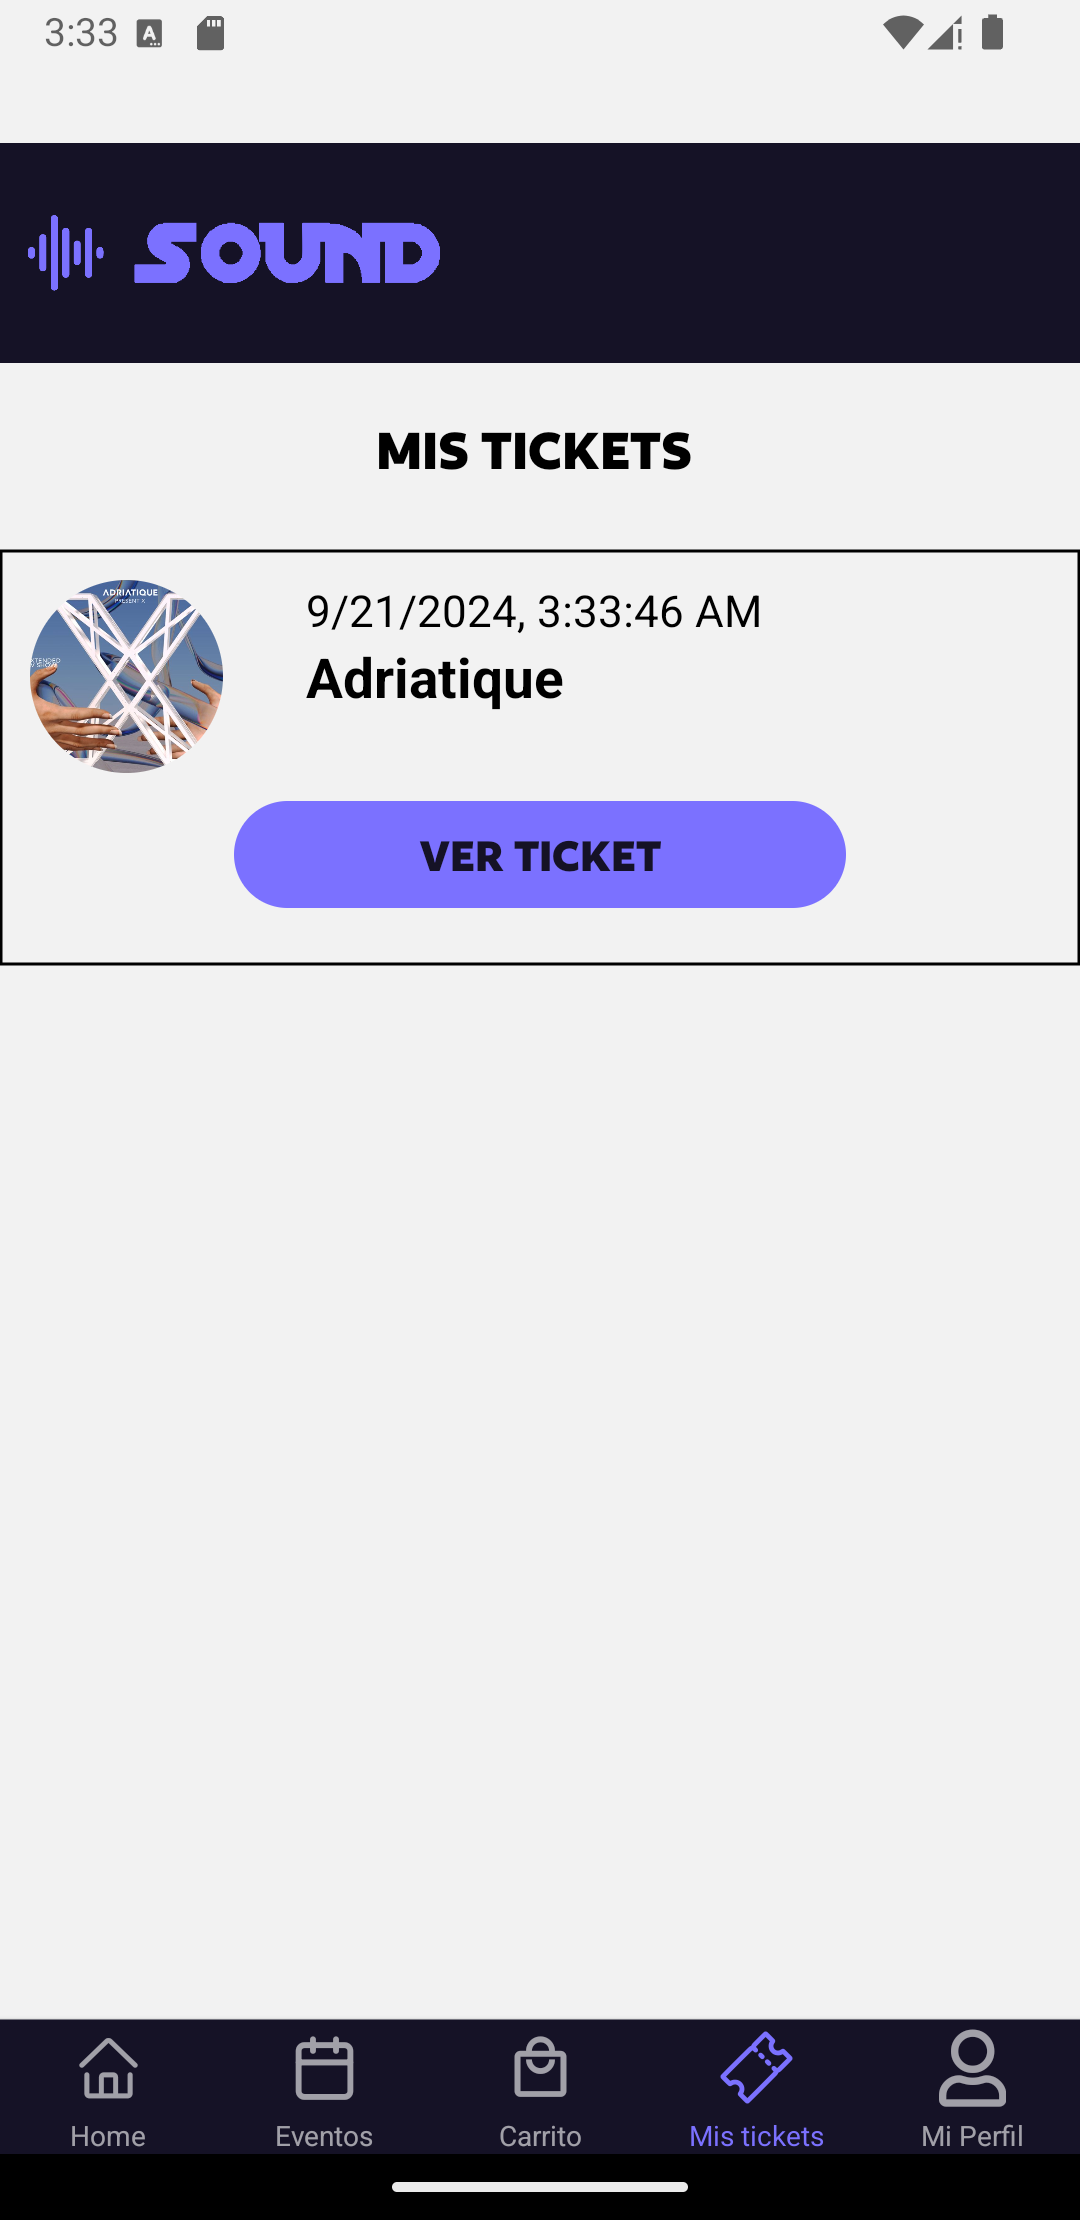 3:33
SOUND
MIS TICKETS
ADRIATIQUE
PRESENT X
9/21/2024, 3:33:46 AM
Adriatique
VER TICKET
Home
Eventos
Carrito
Mis tickets
Mi Perfil